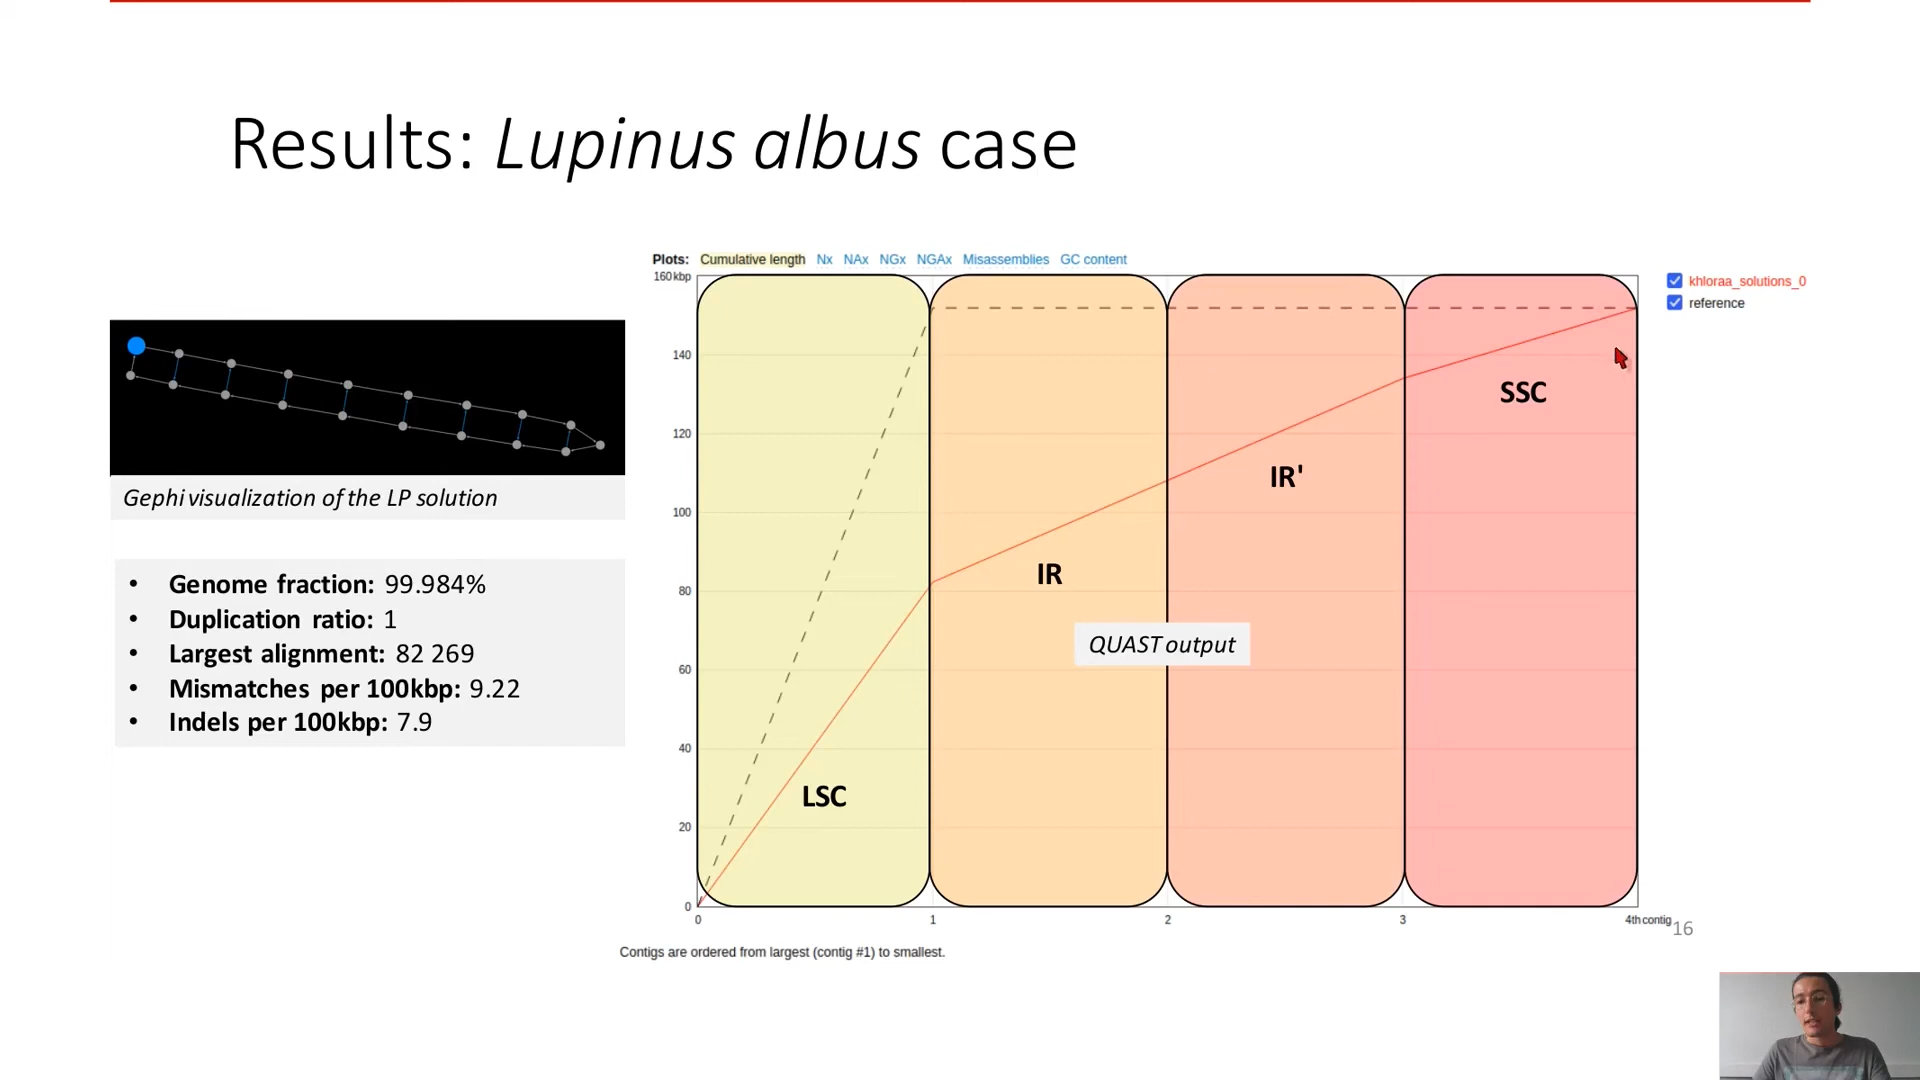 Results: Lupinus albus case
Plots: Cumulative length Nx NAx NGx NGAx Misassemblies GC content
160 kbp
140
120
100
80
60
40
20
0
0 1 2 3 4th contig
LSC
IR
IR'
SSC
QUAST output
khloraa_solutions_0
reference
Contigs are ordered from largest (contig #1) to smallest.
Gephi visualization of the LP solution
• Genome fraction: 99.984%
• Duplication ratio: 1
• Largest alignment: 82 269
• Mismatches per 100kbp: 9.22
• Indels per 100kbp: 7.9
16